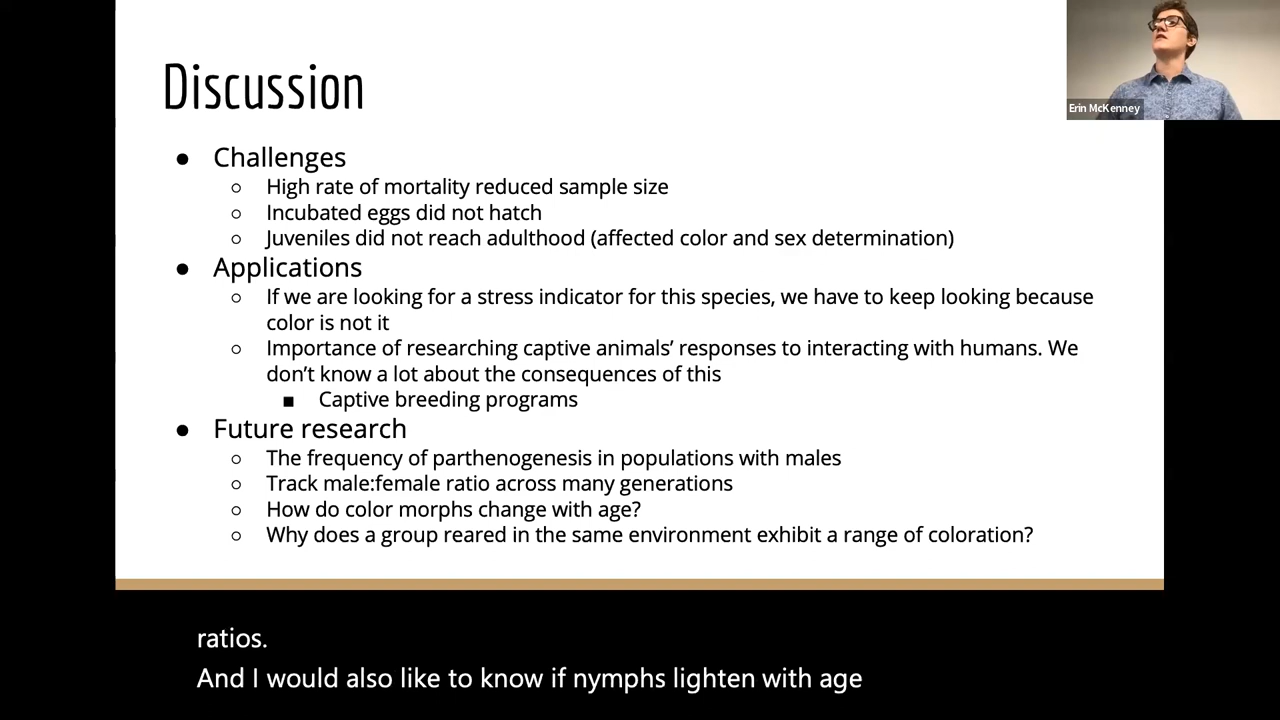 Discussion
Erin McKenney
● Challenges
○ High rate of mortality reduced sample size
○ Incubated eggs did not hatch
○ Juveniles did not reach adulthood (affected color and sex determination)
● Applications
○ If we are looking for a stress indicator for this species, we have to keep looking because
color is not it
○ Importance of researching captive animals’ responses to interacting with humans. We
don’t know a lot about the consequences of this
■ Captive breeding programs
● Future research
○ The frequency of parthenogenesis in populations with males
○ Track male:female ratio across many generations
○ How do color morphs change with age?
○ Why does a group reared in the same environment exhibit a range of coloration?
ratios.
And I would also like to know if nymphs lighten with age